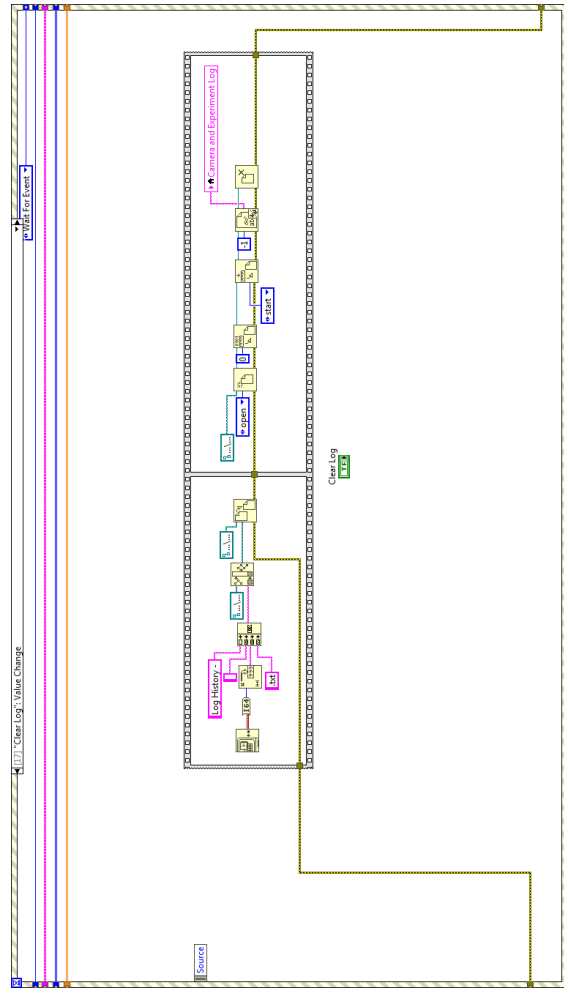 [17] "Clear Log": Value Change
Wait For Event
Source
I64
Log History -
.txt
open
0
start
-1
Camera and Experiment Log
Clear Log
TF